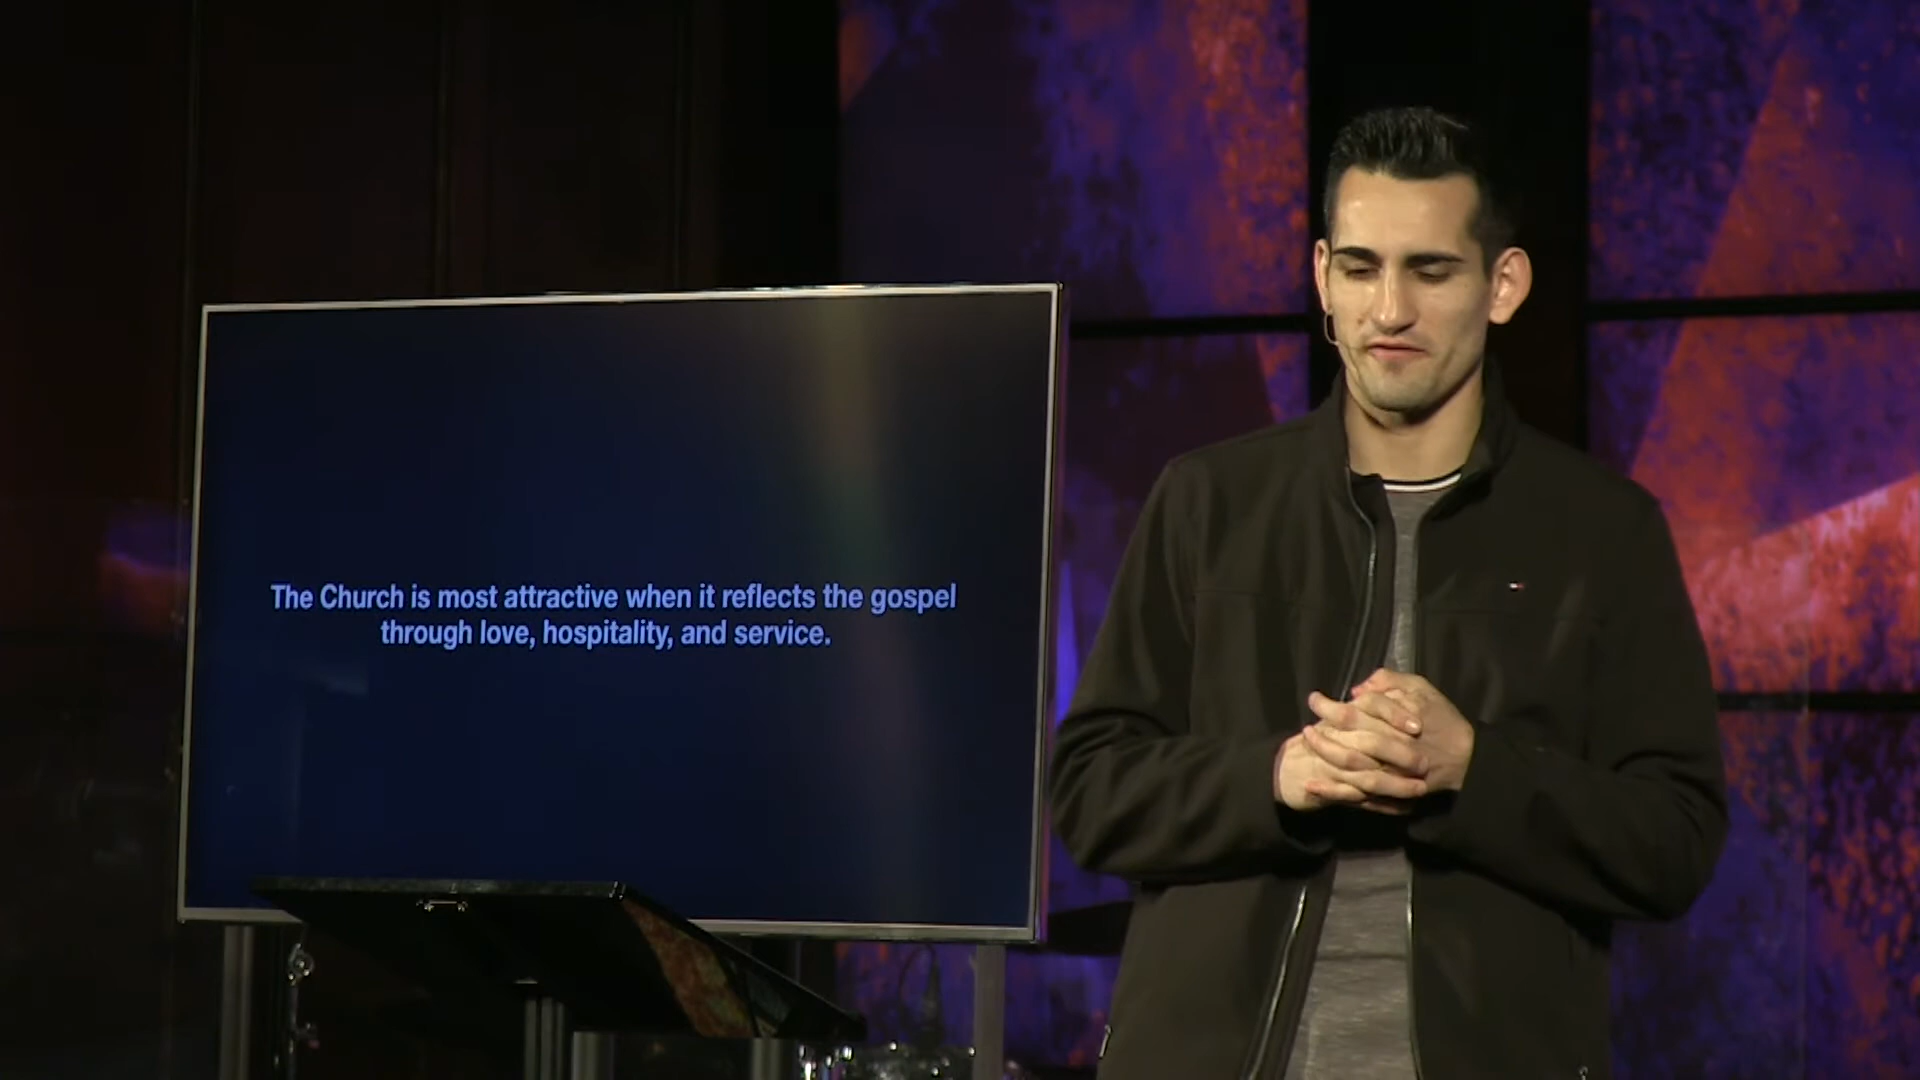 The Church is most attractive when it reflects the gospel
through love, hospitality, and service.